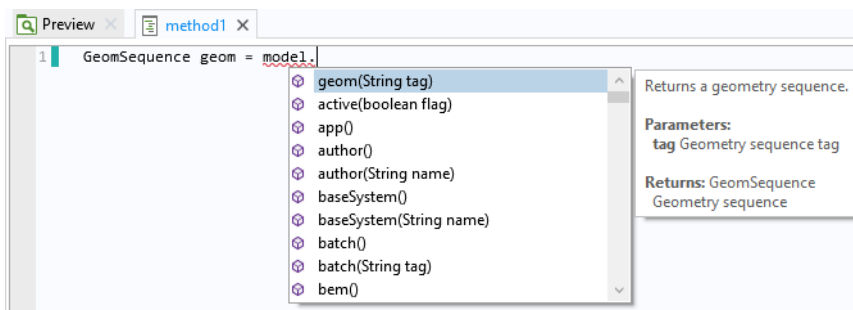 Preview
method1
1 GeomSequence geom = model.
geom(String tag)
active(boolean flag)
app()
author()
author(String name)
baseSystem()
baseSystem(String name)
batch()
batch(String tag)
bem()
Returns a geometry sequence.
Parameters:
tag Geometry sequence tag
Returns: GeomSequence
Geometry sequence